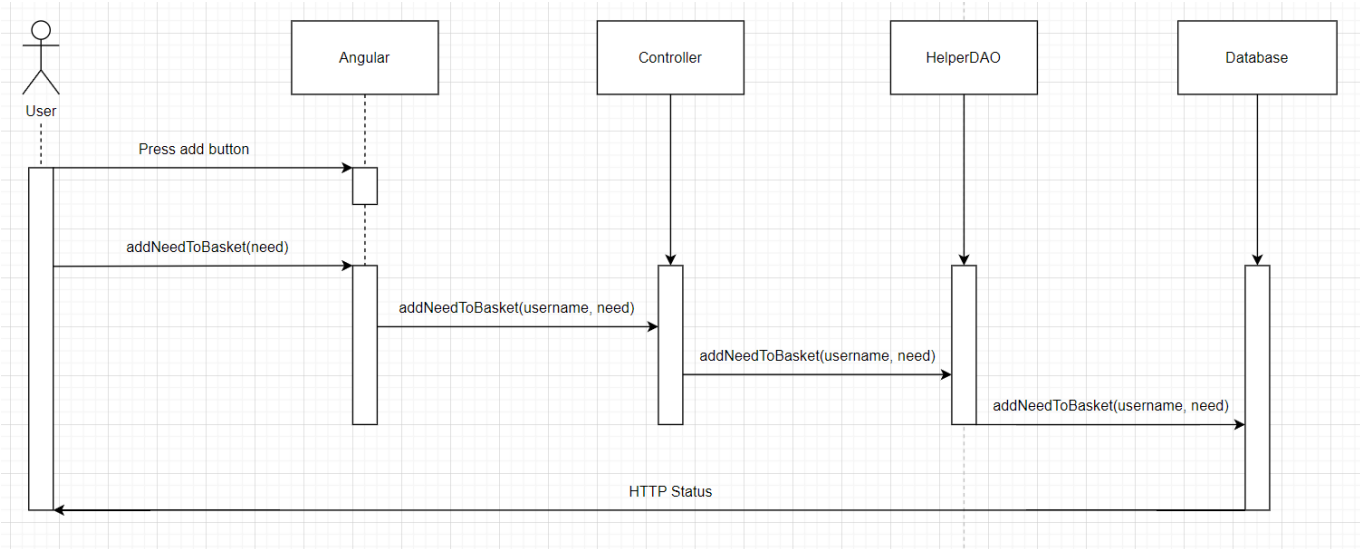 Angular
Controller
HelperDAO
Database
User
Press add button
addNeedToBasket(need)
addNeedToBasket(username, need)
addNeedToBasket(username, need)
addNeedToBasket(username, need)
HTTP Status